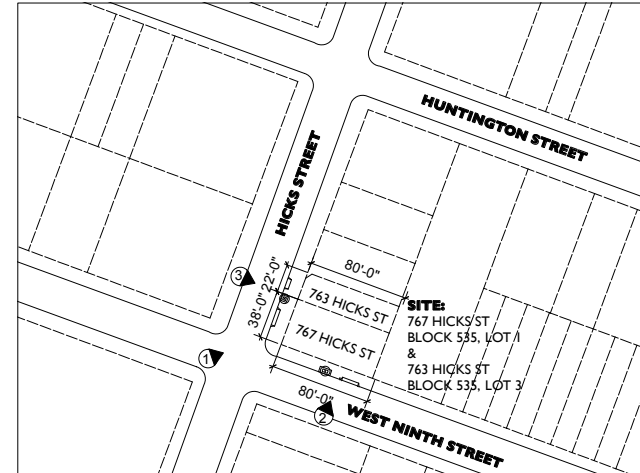 HUNTINGTON STREET
HICKS STREET
3
22'-0"
80'-0"
38'-0"
763 HICKS ST
767 HICKS ST
SITE:
767 HICKS ST
BLOCK 535, LOT 1
&
763 HICKS ST
BLOCK 535, LOT 3
1
80'-0"
2
WEST NINTH STREET